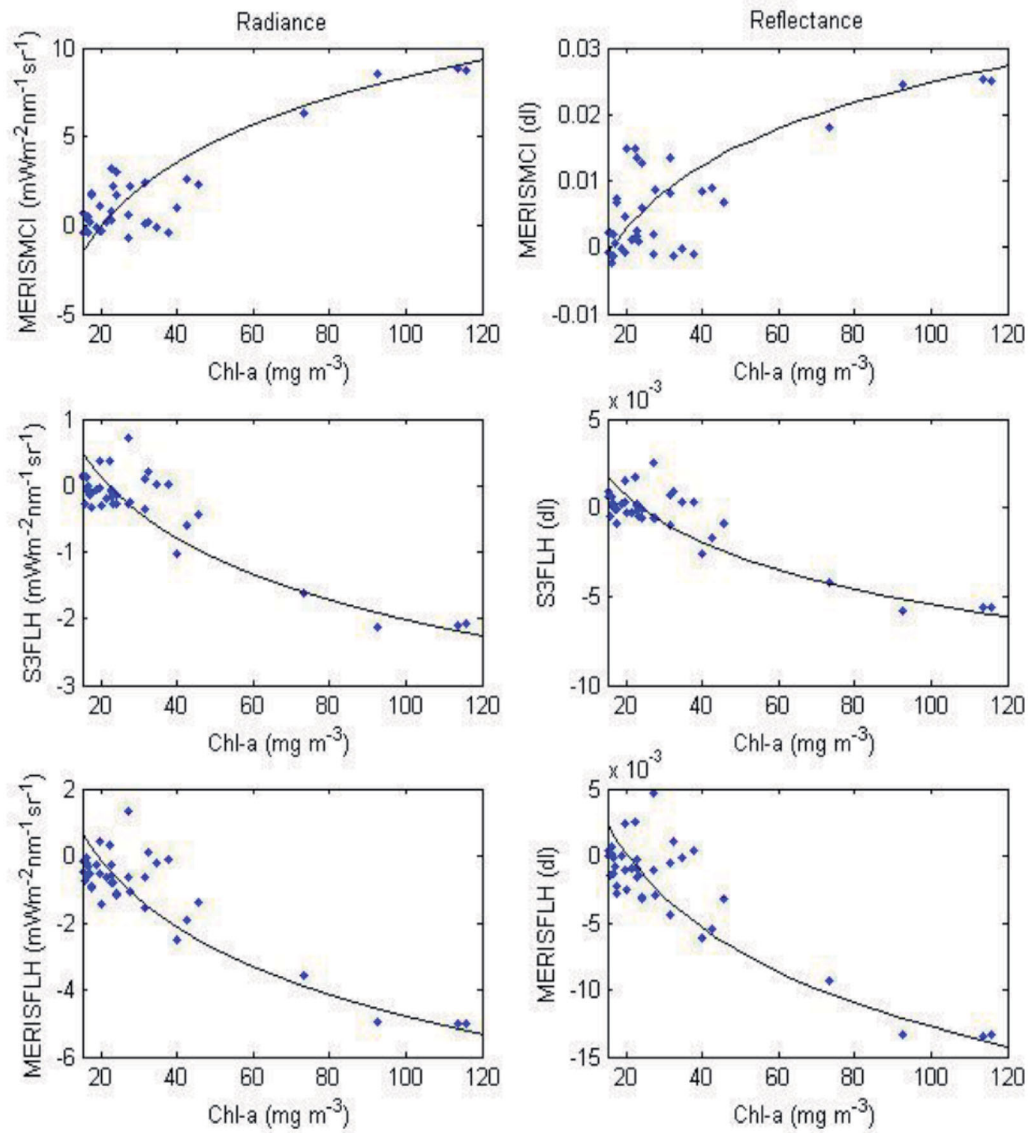 Radiance
Reflectance
MERISMCI (mWm-2nm-1sr-1)
10
5
0
-5
20 40 60 80 100 120
Chl-a (mg m-3)
MERISMCI (dl)
0.03
0.02
0.01
0
-0.01
20 40 60 80 100 120
Chl-a (mg m-3)
S3FLH (mWm-2nm-1sr-1)
1
0
-1
-2
-3
20 40 60 80 100 120
Chl-a (mg m-3)
x 10-3
S3FLH (dl)
5
0
-5
-10
20 40 60 80 100 120
Chl-a (mg m-3)
MERISFLH (mWm-2nm-1sr-1)
2
0
-2
-4
-6
20 40 60 80 100 120
Chl-a (mg m-3)
x 10-3
MERISFLH (dl)
5
0
-5
-10
-15
20 40 60 80 100 120
Chl-a (mg m-3)